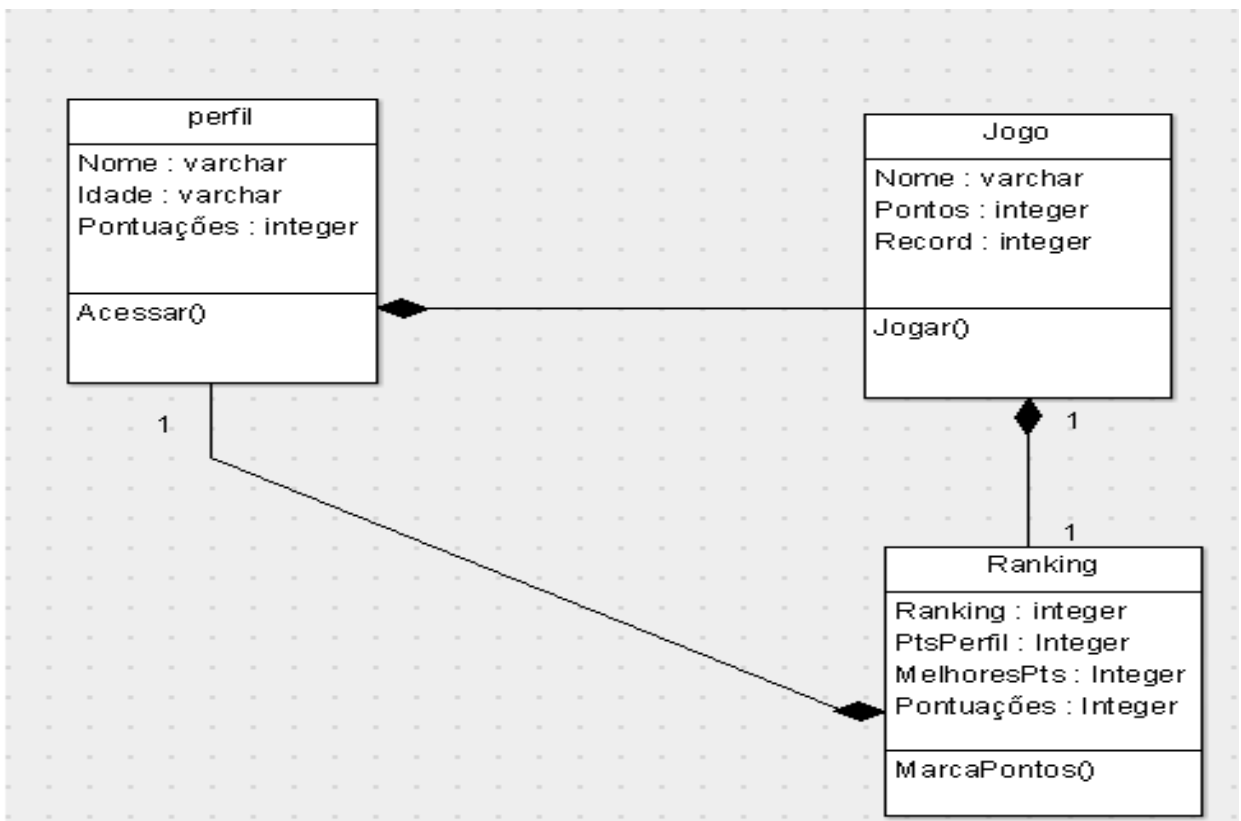 perfil
Nome : varchar
Idade : varchar
Pontuações : integer
Acessar()
Jogo
Nome : varchar
Pontos : integer
Record : integer
Jogar()
1
1
1
Ranking
Ranking : integer
PtsPerfil : Integer
MelhoresPts : Integer
Pontuações : Integer
MarcaPontos()